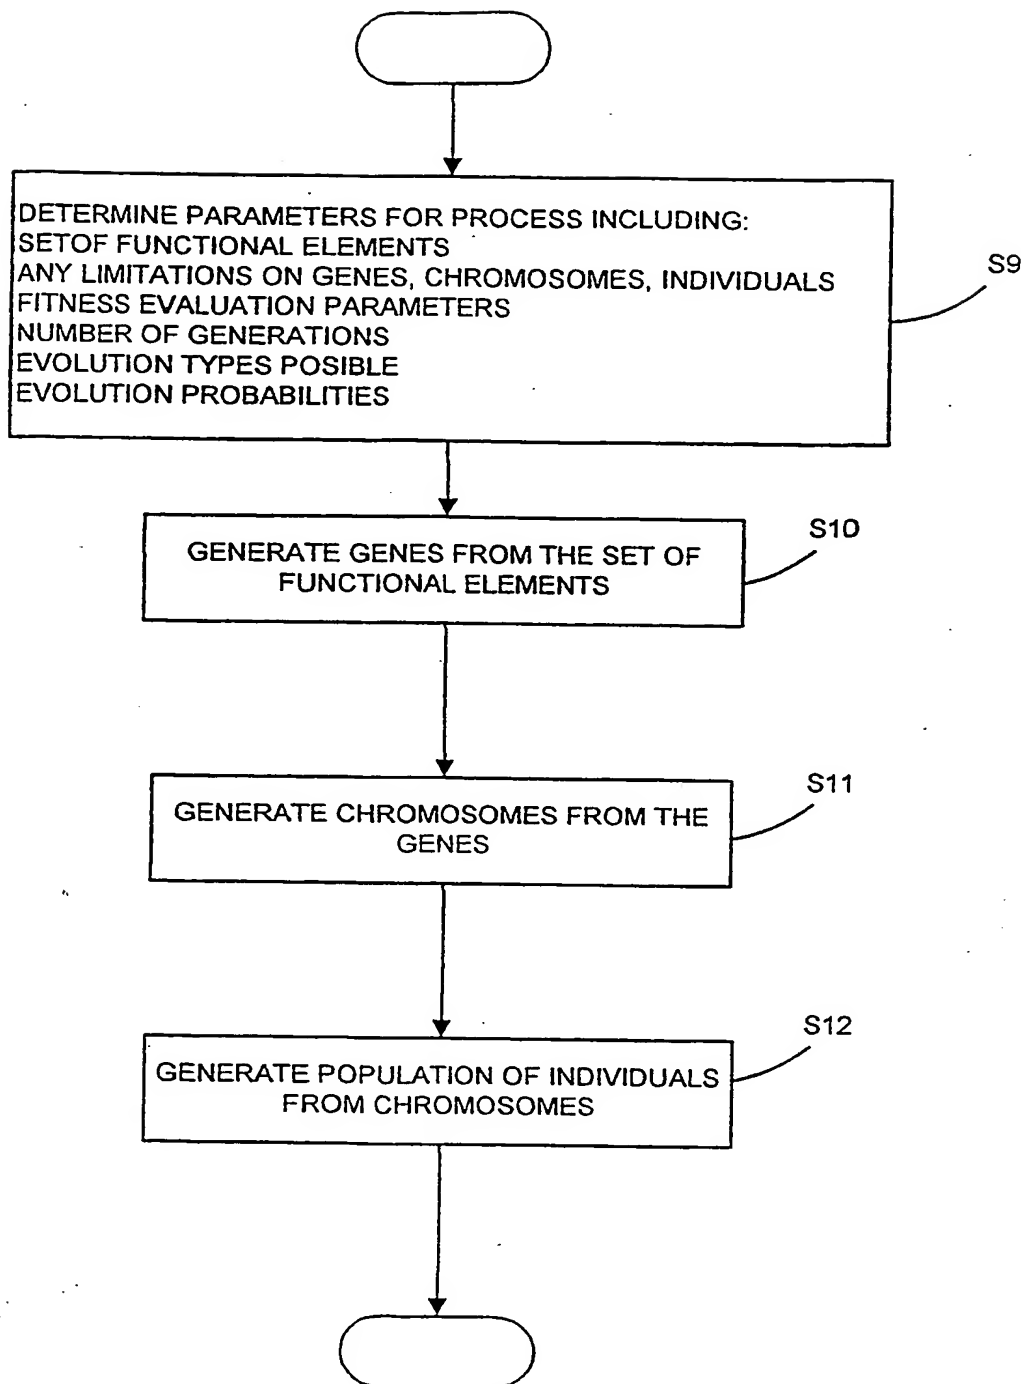 DETERMINE PARAMETERS FOR PROCESS INCLUDING:
SETOF FUNCTIONAL ELEMENTS
ANY LIMITATIONS ON GENES, CHROMOSOMES, INDIVIDUALS
FITNESS EVALUATION PARAMETERS
NUMBER OF GENERATIONS
EVOLUTION TYPES POSIBLE
EVOLUTION PROBABILITIES
S9
S10
GENERATE GENES FROM THE SET OF
FUNCTIONAL ELEMENTS
S11
GENERATE CHROMOSOMES FROM THE
GENES
S12
GENERATE POPULATION OF INDIVIDUALS
FROM CHROMOSOMES